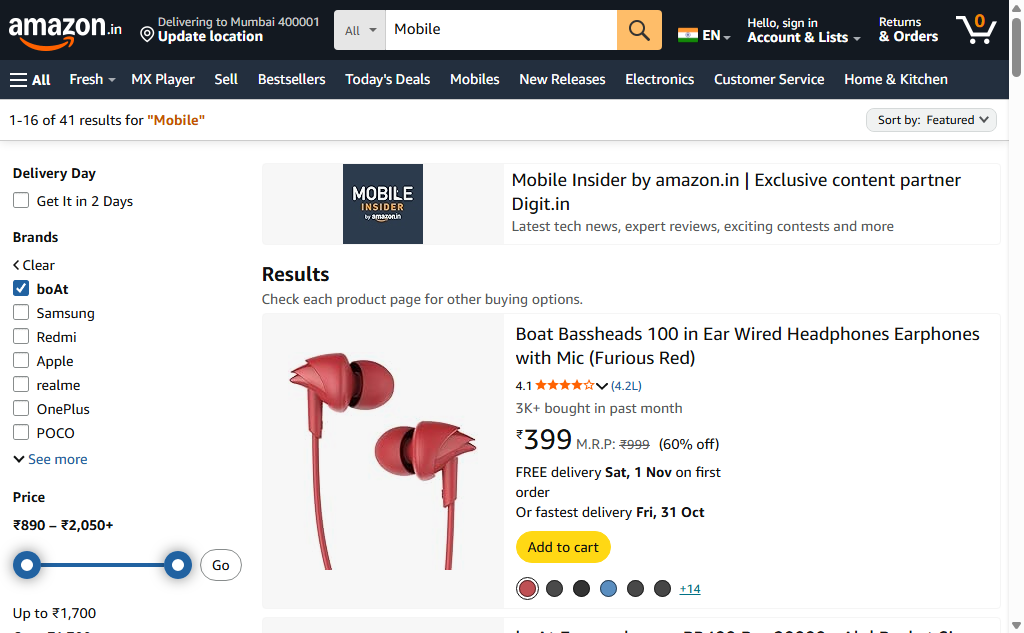 amazon.in
Delivering to Mumbai 400001
Update location
All
Mobile
EN
Hello, sign in
Account & Lists
Returns
& Orders
0
All
Fresh
MX Player
Sell
Bestsellers
Today's Deals
Mobiles
New Releases
Electronics
Customer Service
Home & Kitchen
1-16 of 41 results for "Mobile"
Sort by: Featured
Delivery Day
Get It in 2 Days
Brands
Clear
boAt
Samsung
Redmi
Apple
realme
OnePlus
POCO
See more
Price
₹890 – ₹2,050+
Go
Up to ₹1,700
MOBILE
INSIDER
by amazon.in
Mobile Insider by amazon.in | Exclusive content partner
Digit.in
Latest tech news, expert reviews, exciting contests and more
Results
Check each product page for other buying options.
Boat Bassheads 100 in Ear Wired Headphones Earphones
with Mic (Furious Red)
4.1 (4.2L)
3K+ bought in past month
₹399 M.R.P: ₹999 (60% off)
FREE delivery Sat, 1 Nov on first
order
Or fastest delivery Fri, 31 Oct
Add to cart
+14